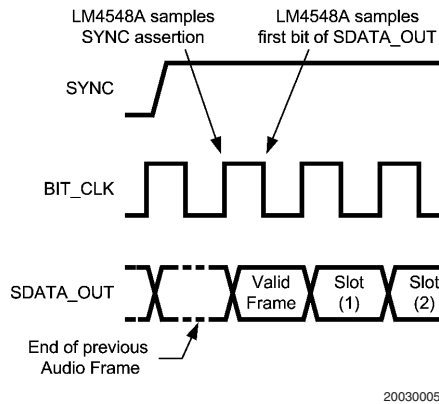 LM4548A samples
SYNC assertion
LM4548A samples
first bit of SDATA_OUT
SYNC
BIT_CLK
SDATA_OUT
Valid
Frame
Slot
(1)
Slot
(2)
End of previous
Audio Frame
20030005